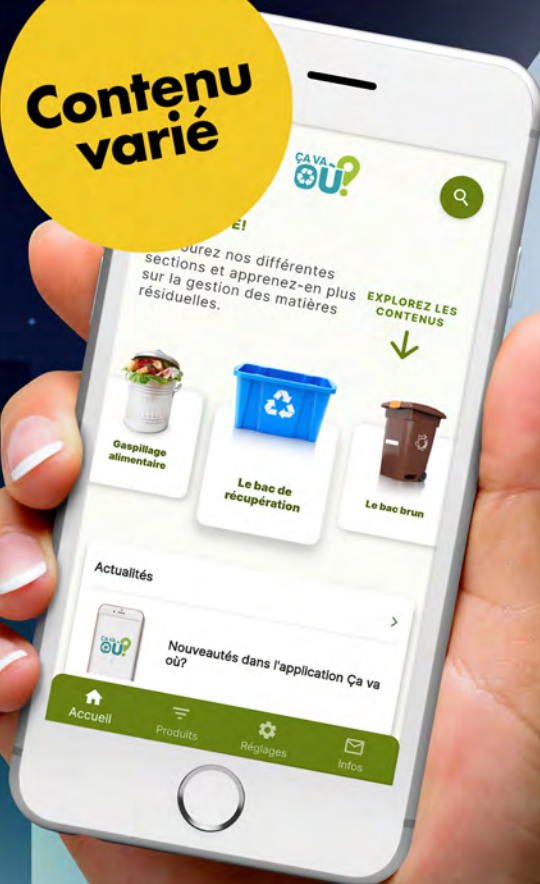 Contenu
varié
ÇA VA
OÙ?
E!
ourez nos différentes
sections et apprenez-en plus
sur la gestion des matières
résiduelles.
EXPLOREZ LES
CONTENUS
Gaspillage
alimentaire
Le bac de
récupération
Le bac brun
Actualités
ÇA VA
OÙ?
Nouveautés dans l'application Ça va
où?
Accueil
Produits
Réglages
Infos